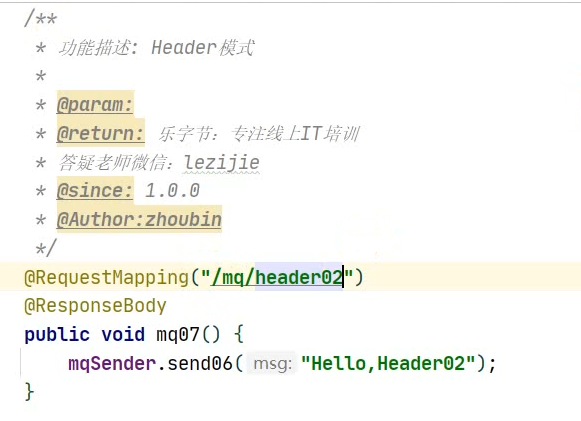 /**
 * 功能描述: Header模式
 *
 * @param:
 * @return: 乐字节：专注线上IT培训
 * 答疑老师微信：lezijie
 * @since: 1.0.0
 * @Author:zhoubin
 */
@RequestMapping("/mq/header02")
@ResponseBody
public void mq07() {
    mqSender.send06( msg: "Hello,Header02");
}